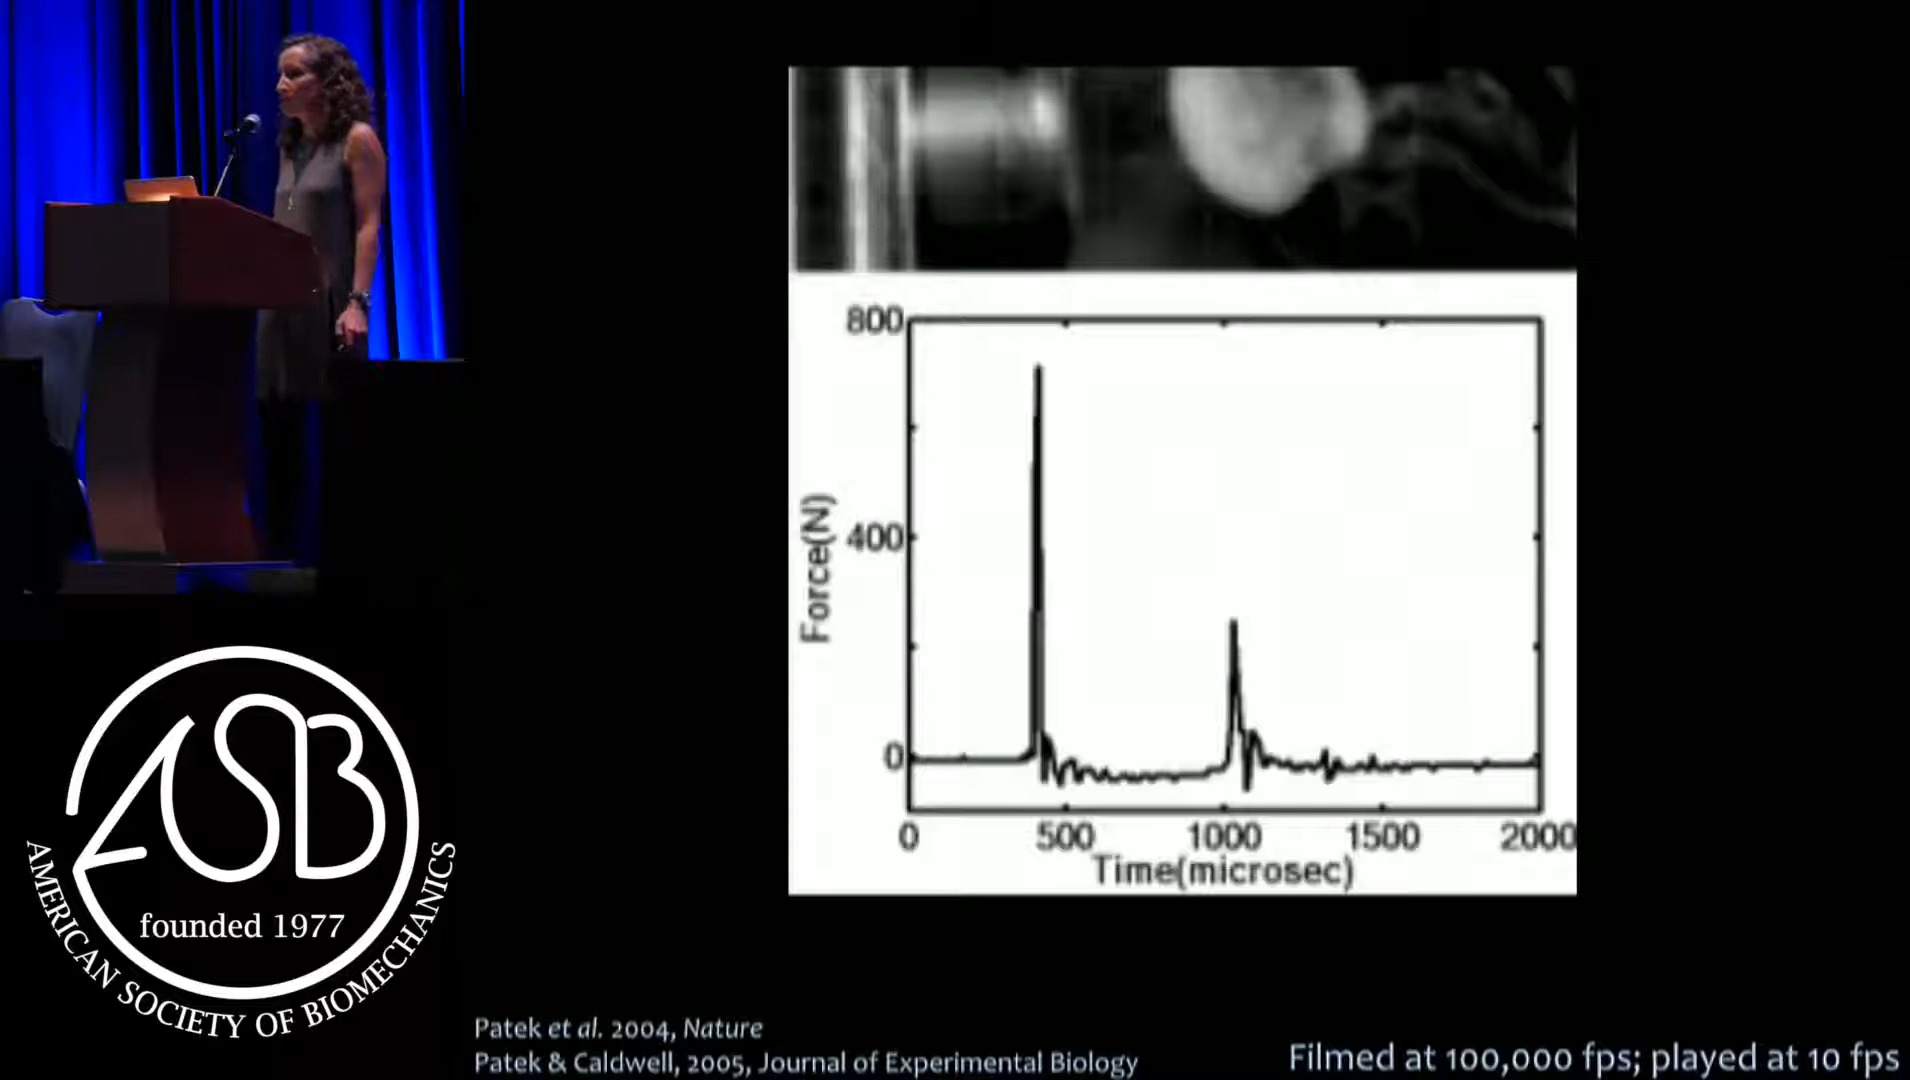 800
400
0
Force(N)
0
500
1000
1500
2000
Time(microsec)
ASB
founded 1977
AMERICAN SOCIETY OF BIOMECHANICS
Patek et al. 2004, Nature
Patek & Caldwell, 2005, Journal of Experimental Biology
Filmed at 100,000 fps; played at 10 fps